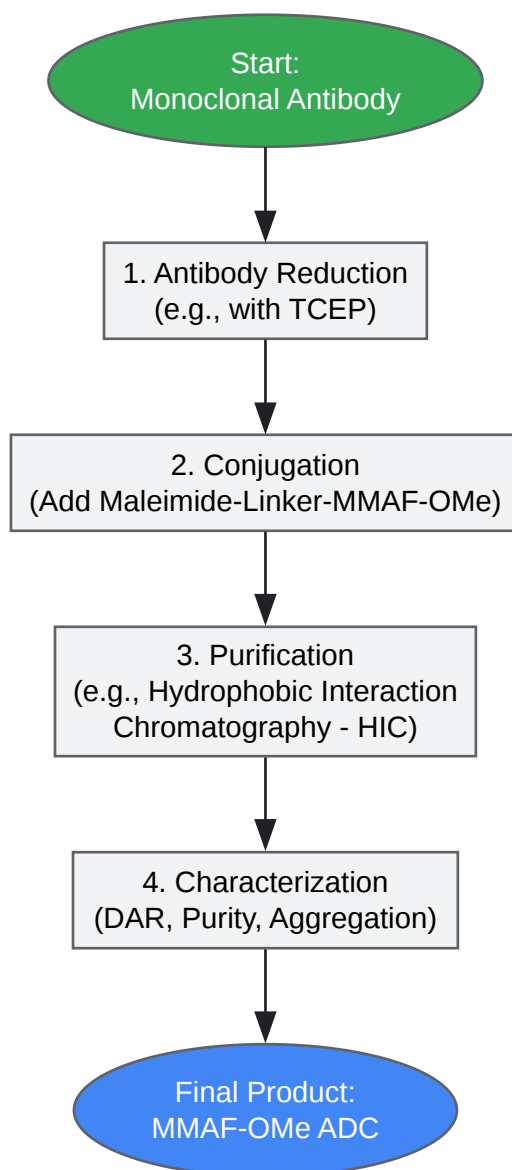 Start:
Monoclonal Antibody
1. Antibody Reduction
(e.g., with TCEP)
2. Conjugation
(Add Maleimide-Linker-MMAF-OMe)
3. Purification
(e.g., Hydrophobic Interaction
Chromatography - HIC)
4. Characterization
(DAR, Purity, Aggregation)
Final Product:
MMAF-OMe ADC